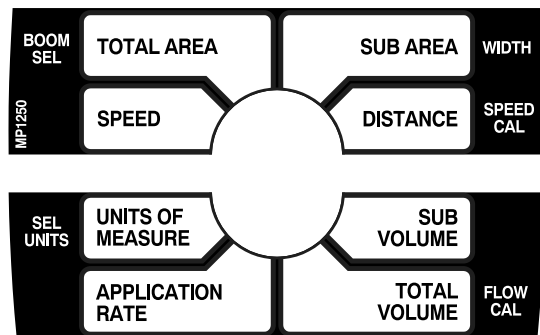 BOOM
SEL
TOTAL AREA
SUB AREA
WIDTH
MP1250
SPEED
DISTANCE
SPEED
CAL
SEL
UNITS
UNITS OF
MEASURE
SUB
VOLUME
APPLICATION
RATE
TOTAL
VOLUME
FLOW
CAL